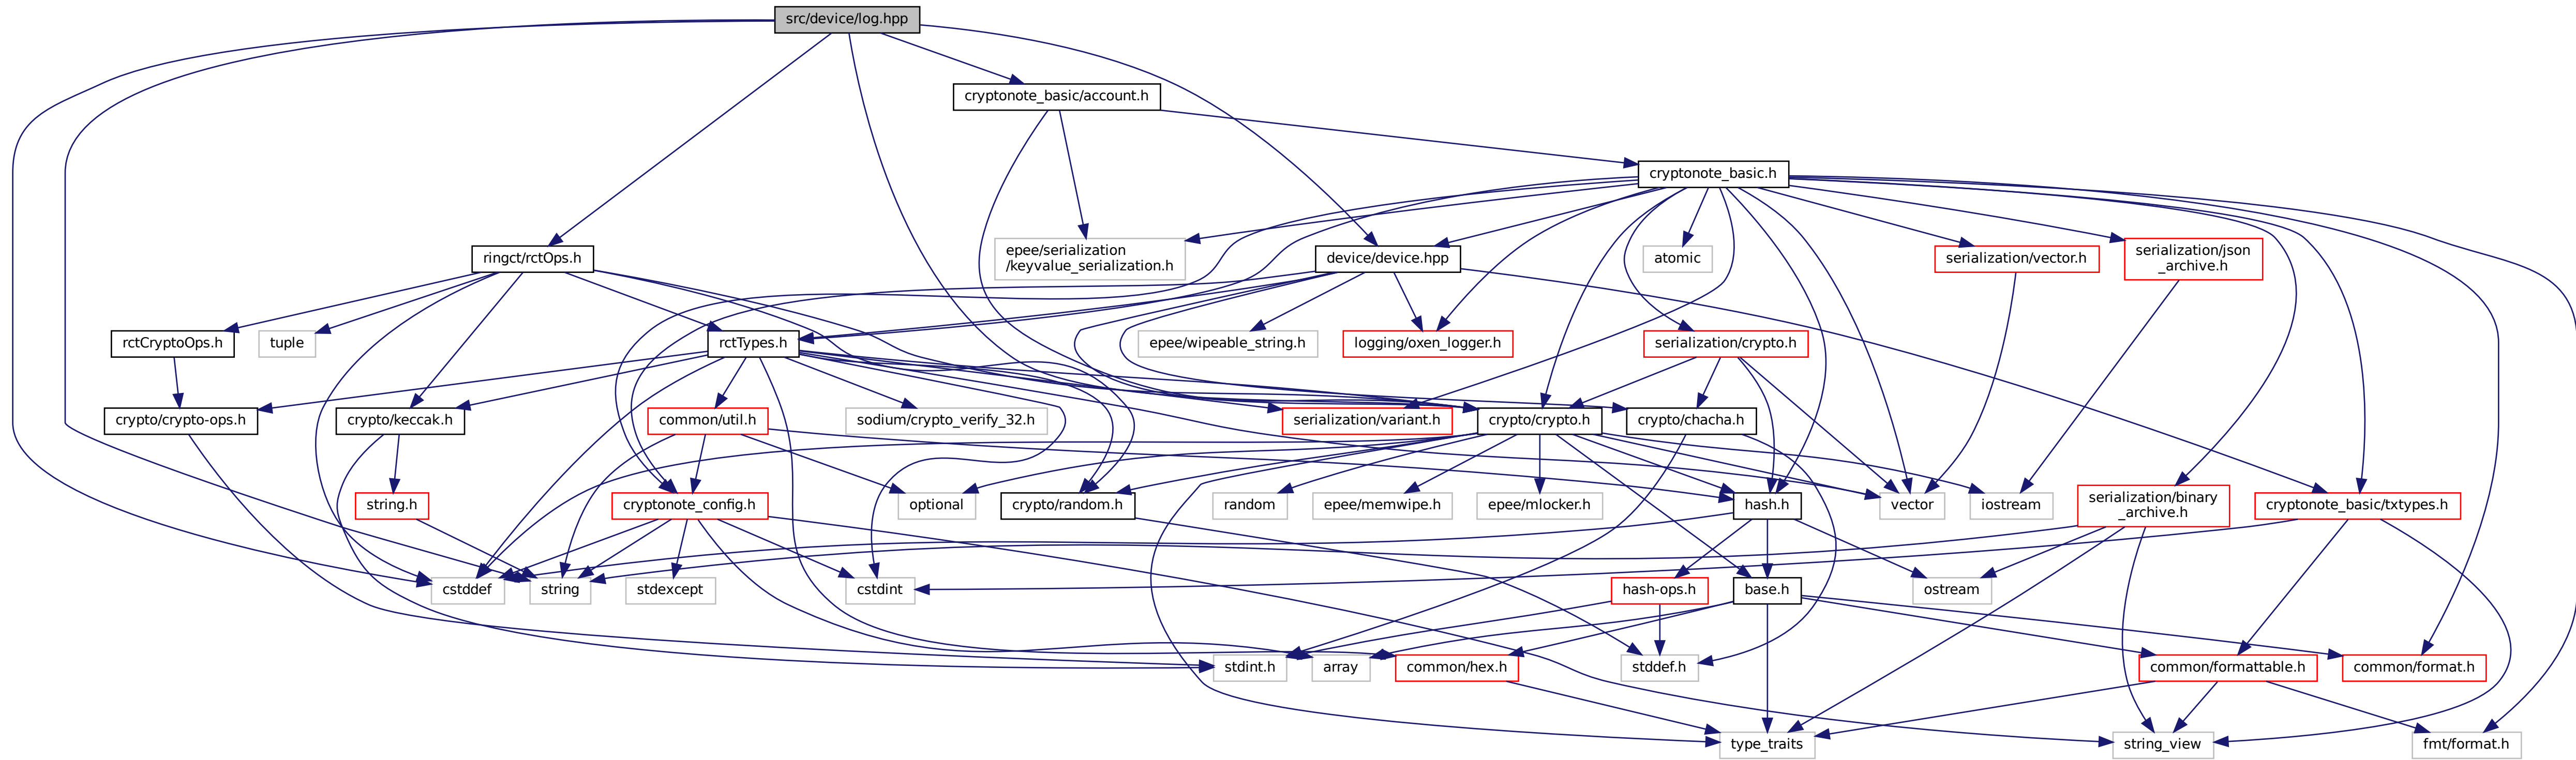 src/device/log.hpp
cryptonote_basic/account.h
cryptonote_basic.h
ringct/rctOps.h
epee/serialization
/keyvalue_serialization.h
device/device.hpp
atomic
serialization/vector.h
serialization/json
_archive.h
rctCryptoOps.h
tuple
rctTypes.h
epee/wipeable_string.h
logging/oxen_logger.h
serialization/crypto.h
crypto/crypto-ops.h
crypto/keccak.h
common/util.h
sodium/crypto_verify_32.h
serialization/variant.h
crypto/crypto.h
crypto/chacha.h
string.h
cryptonote_config.h
optional
crypto/random.h
random
epee/memwipe.h
epee/mlocker.h
hash.h
vector
iostream
serialization/binary
_archive.h
cryptonote_basic/txtypes.h
cstddef
string
stdexcept
cstdint
hash-ops.h
base.h
ostream
stdint.h
array
common/hex.h
stddef.h
common/formattable.h
common/format.h
type_traits
string_view
fmt/format.h